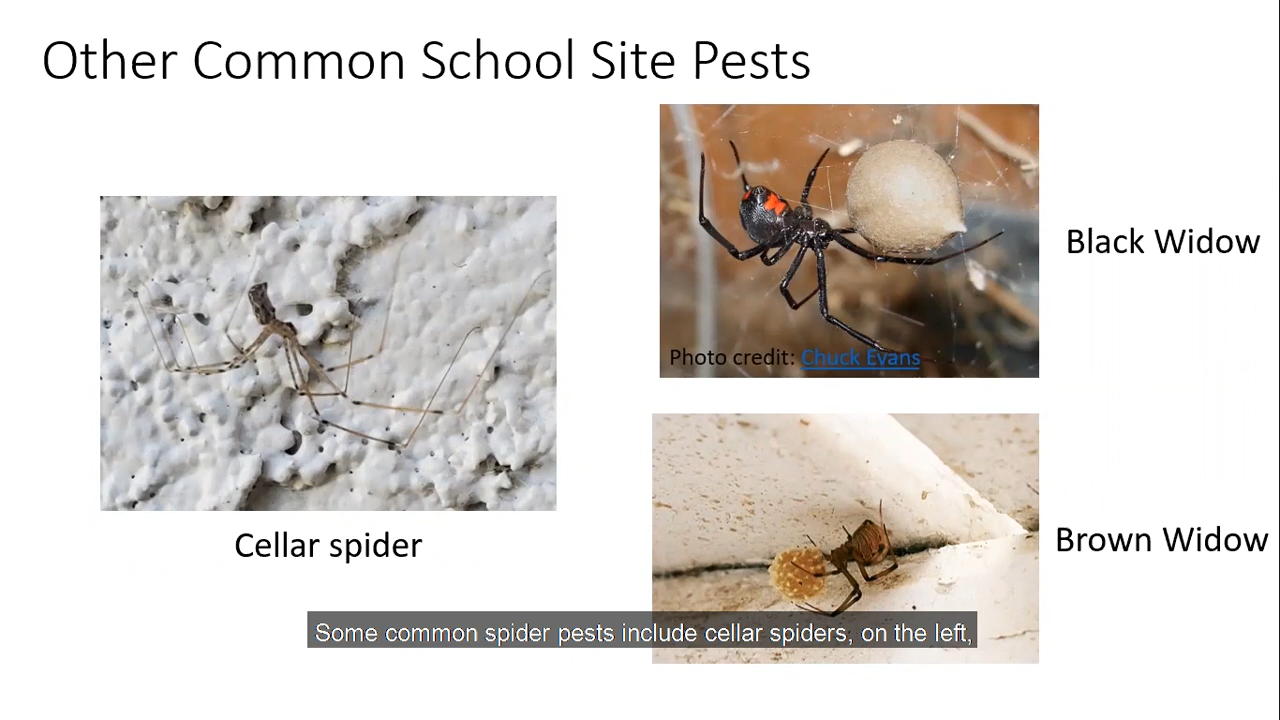 Other Common School Site Pests
Black Widow
Photo credit: Chuck Evans
Cellar spider
Brown Widow
Some common spider pests include cellar spiders, on the left,